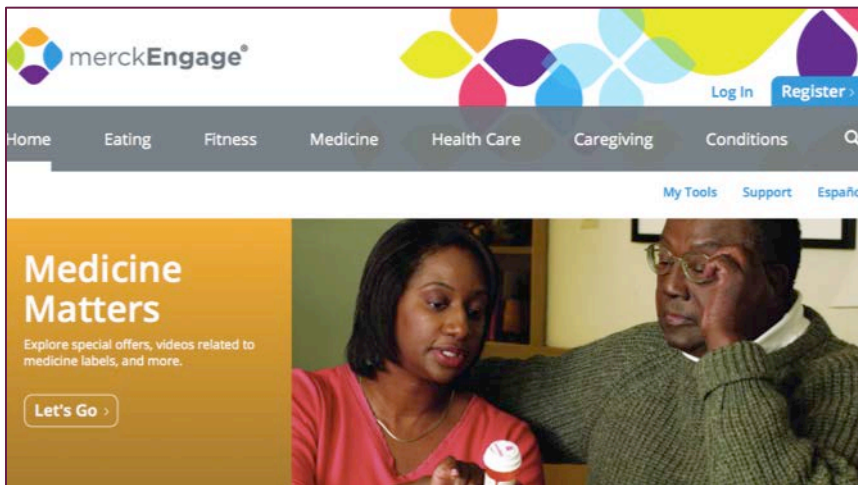 merckEngage®
Log In Register ›
Home Eating Fitness Medicine Health Care Caregiving Conditions
My Tools Support Españo
Medicine
Matters
Explore special offers, videos related to
medicine labels, and more.
Let's Go ›